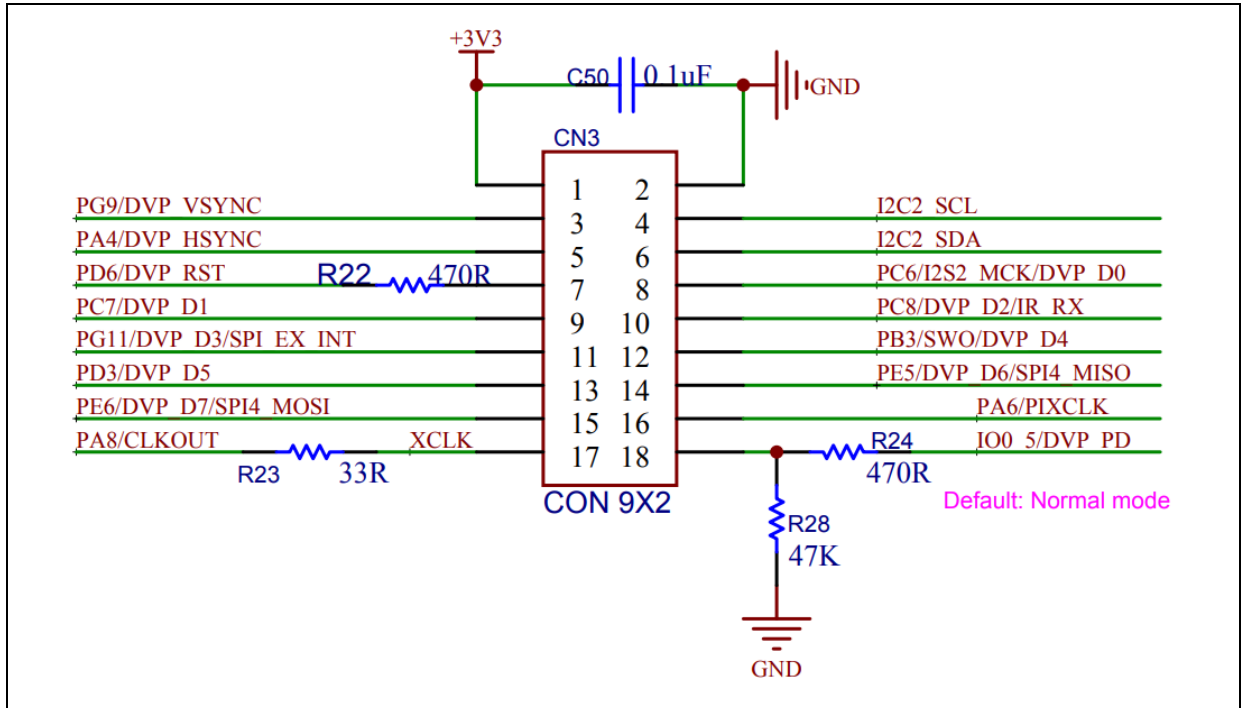 +3V3
C50 0.1uF
GND
CN3
1 2
PG9/DVP_VSYNC 3 4 I2C2_SCL
PA4/DVP_HSYNC 5 6 I2C2_SDA
PD6/DVP_RST R22 470R 7 8 PC6/I2S2_MCK/DVP_D0
PC7/DVP_D1 9 10 PC8/DVP_D2/IR_RX
PG11/DVP_D3/SPI_EX_INT 11 12 PB3/SWO/DVP_D4
PD3/DVP_D5 13 14 PE5/DVP_D6/SPI4_MISO
PE6/DVP_D7/SPI4_MOSI 15 16 PA6/PIXCLK
PA8/CLKOUT XCLK 17 18 R24 IO0_5/DVP_PD
R23 33R 470R
CON 9X2 Default: Normal mode
R28
47K
GND